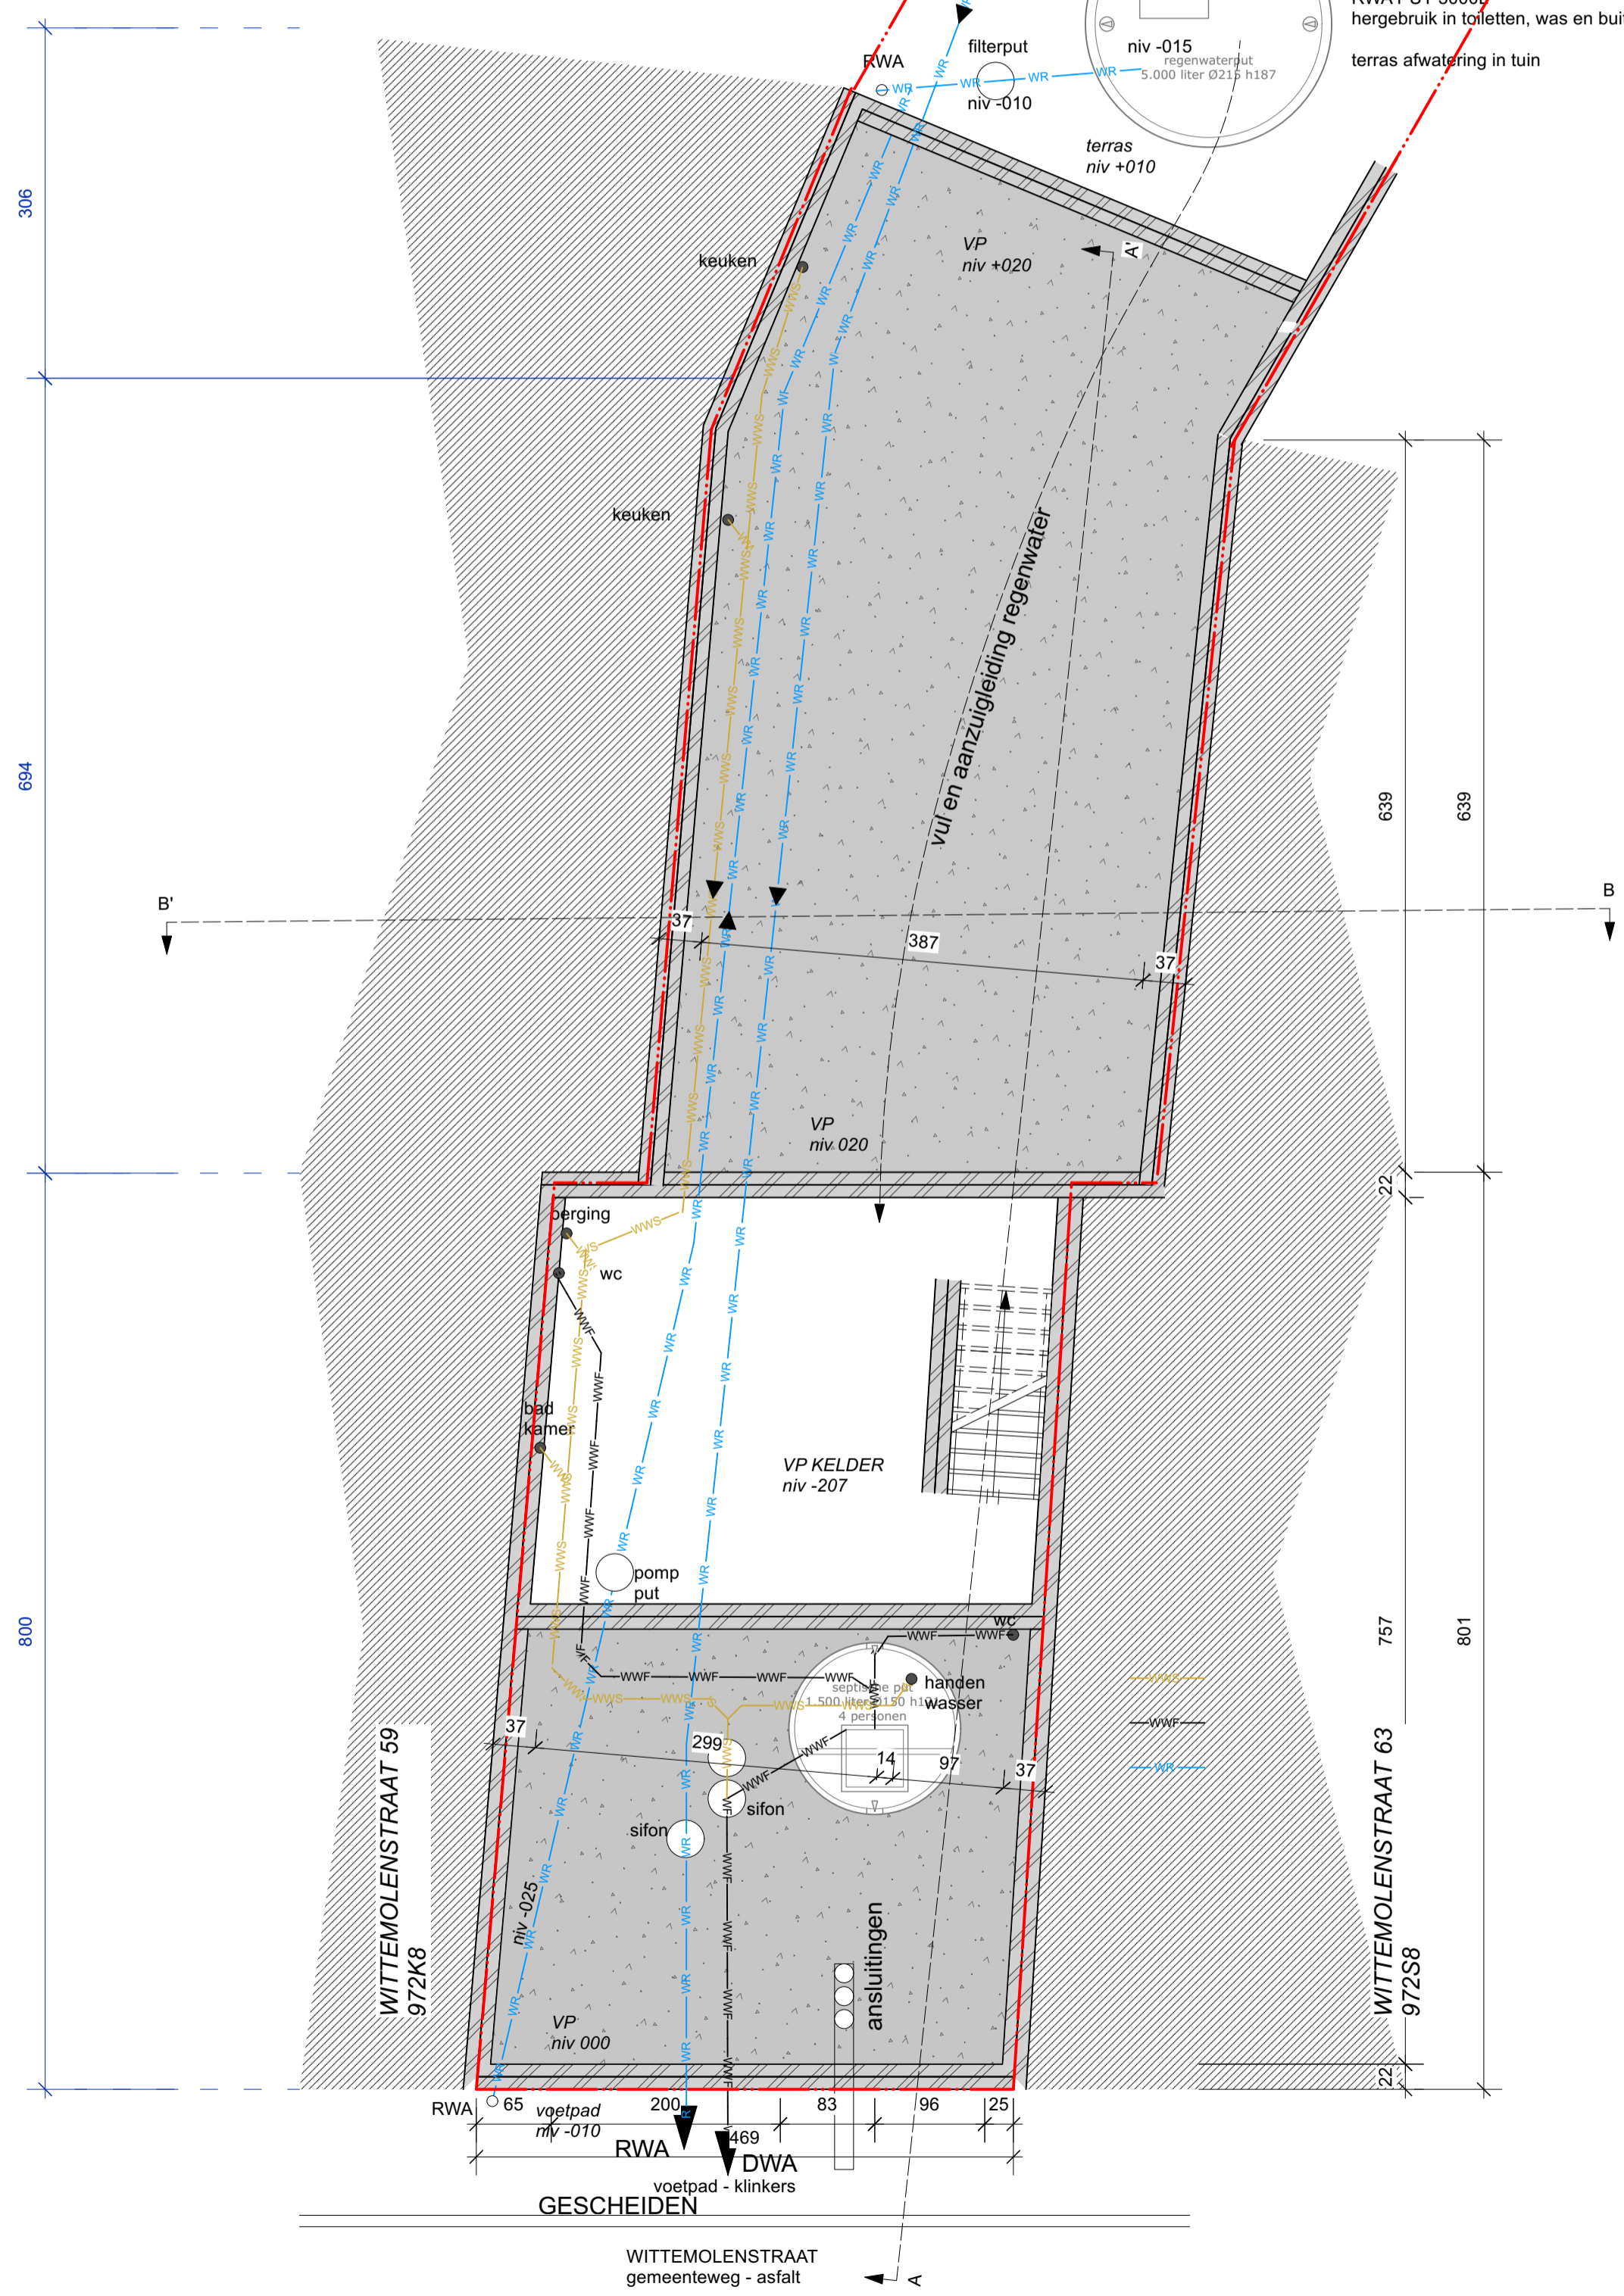 hergebruik in toiletten, was en bui
terras afwatering in tuin
filterput
RWA
niv -015
regenwaterput
5.000 liter Ø215 h187
niv -010
terras
niv +010
306
keuken
VP
niv +020
A'
keuken
vul en aanzuigleiding regenwater
694
639
639
B'
B
37
387
37
VP
niv 020
22
berging
wc
bad
kamer
VP KELDER
niv -207
pomp
put
wc
800
757
801
WWS
WWF
WR
septische put
4 personen
handen
wasser
37
299
14
97
37
sifon
sifon
WITTEMOLENSTRAAT 59
972K8
WITTEMOLENSTRAAT 63
972S8
niv -025
ansluitingen
VP
niv 000
22
RWA
65
voetpad
niv -010
200
83
96
25
469
RWA
DWA
voetpad - klinkers
GESCHEIDEN
WITTEMOLENSTRAAT
gemeenteweg - asfalt
A